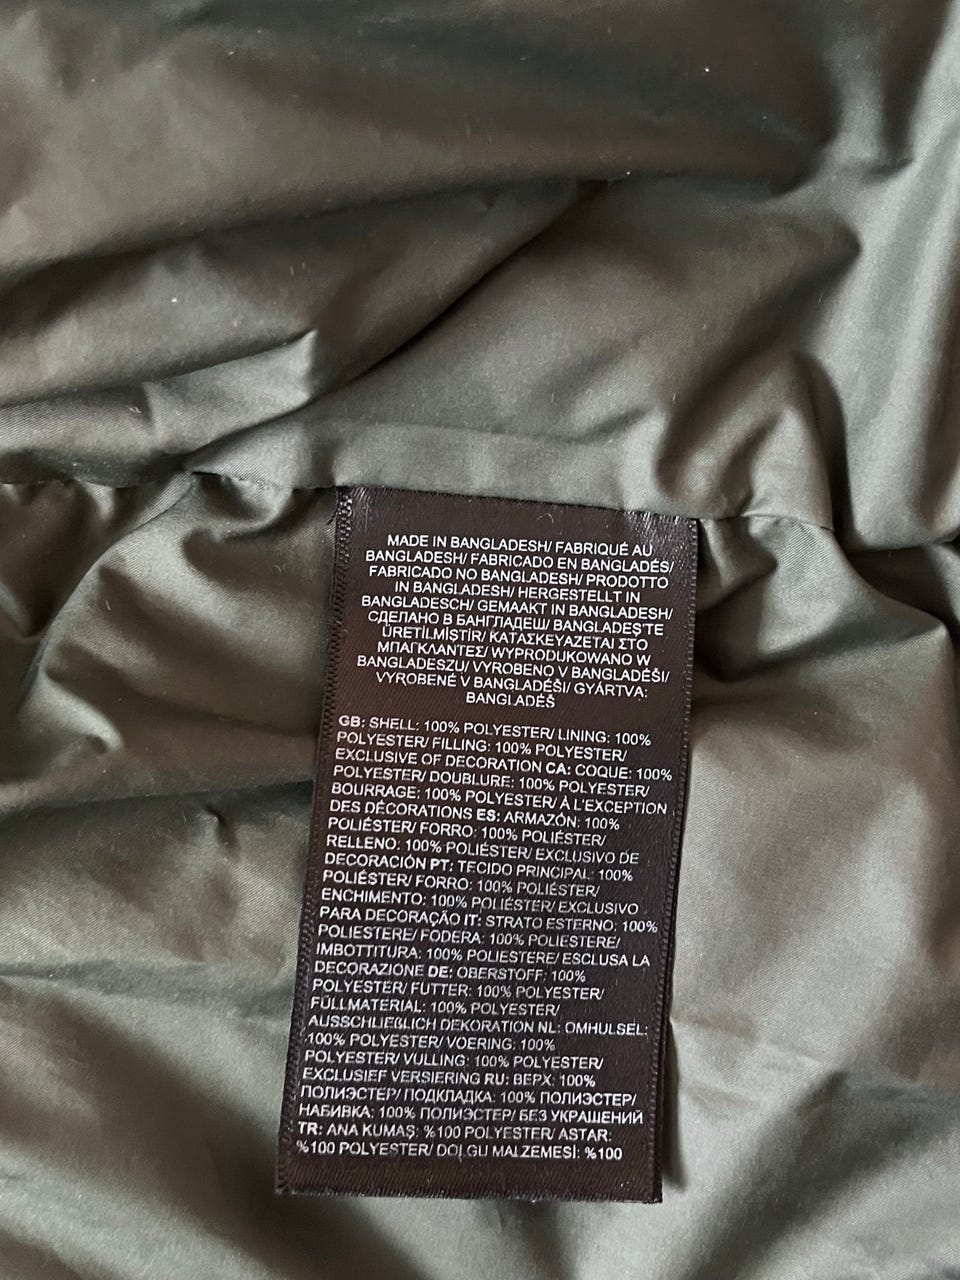 MADE IN BANGLADESH/ FABRIQUÉ AU
BANGLADESH/ FABRICADO EN BANGLADÉS/
FABRICADO NO BANGLADESH/ PRODOTTO
IN BANGLADESH/ HERGESTELLT IN
BANGLADESCH/ GEMAAKT IN BANGLADESH/
СДЕЛАНО В БАНГЛАДЕШ/ BANGLADEŞ'TE
ÜRETİLMİŞTİR/ ΚΑΤΑΣΚΕΥΑΖΕΤΑΙ ΣΤΟ
ΜΠΑΓΚΛΑΝΤΕΣ/ WYPRODUKOWANO W
BANGLADESZU/ VYROBENO V BANGLADÉŠI/
VYROBENÉ V BANGLADÉŠI/ GYÁRTVA:
BANGLADÉŠ
GB: SHELL: 100% POLYESTER/ LINING: 100%
POLYESTER/ FILLING: 100% POLYESTER/
EXCLUSIVE OF DECORATION CA: COQUE: 100%
POLYESTER/ DOUBLURE: 100% POLYESTER/
BOURRAGE: 100% POLYESTER/ À L'EXCEPTION
DES DÉCORATIONS ES: ARMAZÓN: 100%
POLIÉSTER/ FORRO: 100% POLIÉSTER/
RELLENO: 100% POLIÉSTER/ EXCLUSIVO DE
DECORACIÓN PT: TECIDO PRINCIPAL: 100%
POLIÉSTER/ FORRO: 100% POLIÉSTER/
ENCHIMENTO: 100% POLIÉSTER/ EXCLUSIVO
PARA DECORAÇÃO IT: STRATO ESTERNO: 100%
POLIESTERE/ FODERA: 100% POLIESTERE/
IMBOTTITURA: 100% POLIESTERE/ ESCLUSA LA
DECORAZIONE DE: OBERSTOFF: 100%
POLYESTER/ FUTTER: 100% POLYESTER/
FÜLLMATERIAL: 100% POLYESTER/
AUSSCHLIEßLICH DEKORATION NL: OMHULSEL:
100% POLYESTER/ VOERING: 100%
POLYESTER/ VULLING: 100% POLYESTER/
EXCLUSIEF VERSIERING RU: ВЕРХ: 100%
ПОЛИЭСТЕР/ ПОДКЛАДКА: 100% ПОЛИЭСТЕР/
НАБИВКА: 100% ПОЛИЭСТЕР/ БЕЗ УКРАШЕНИЙ
TR: ANA KUMAŞ: %100 POLYESTER/ ASTAR:
%100 POLYESTER/ DOLGU MALZEMESİ: %100